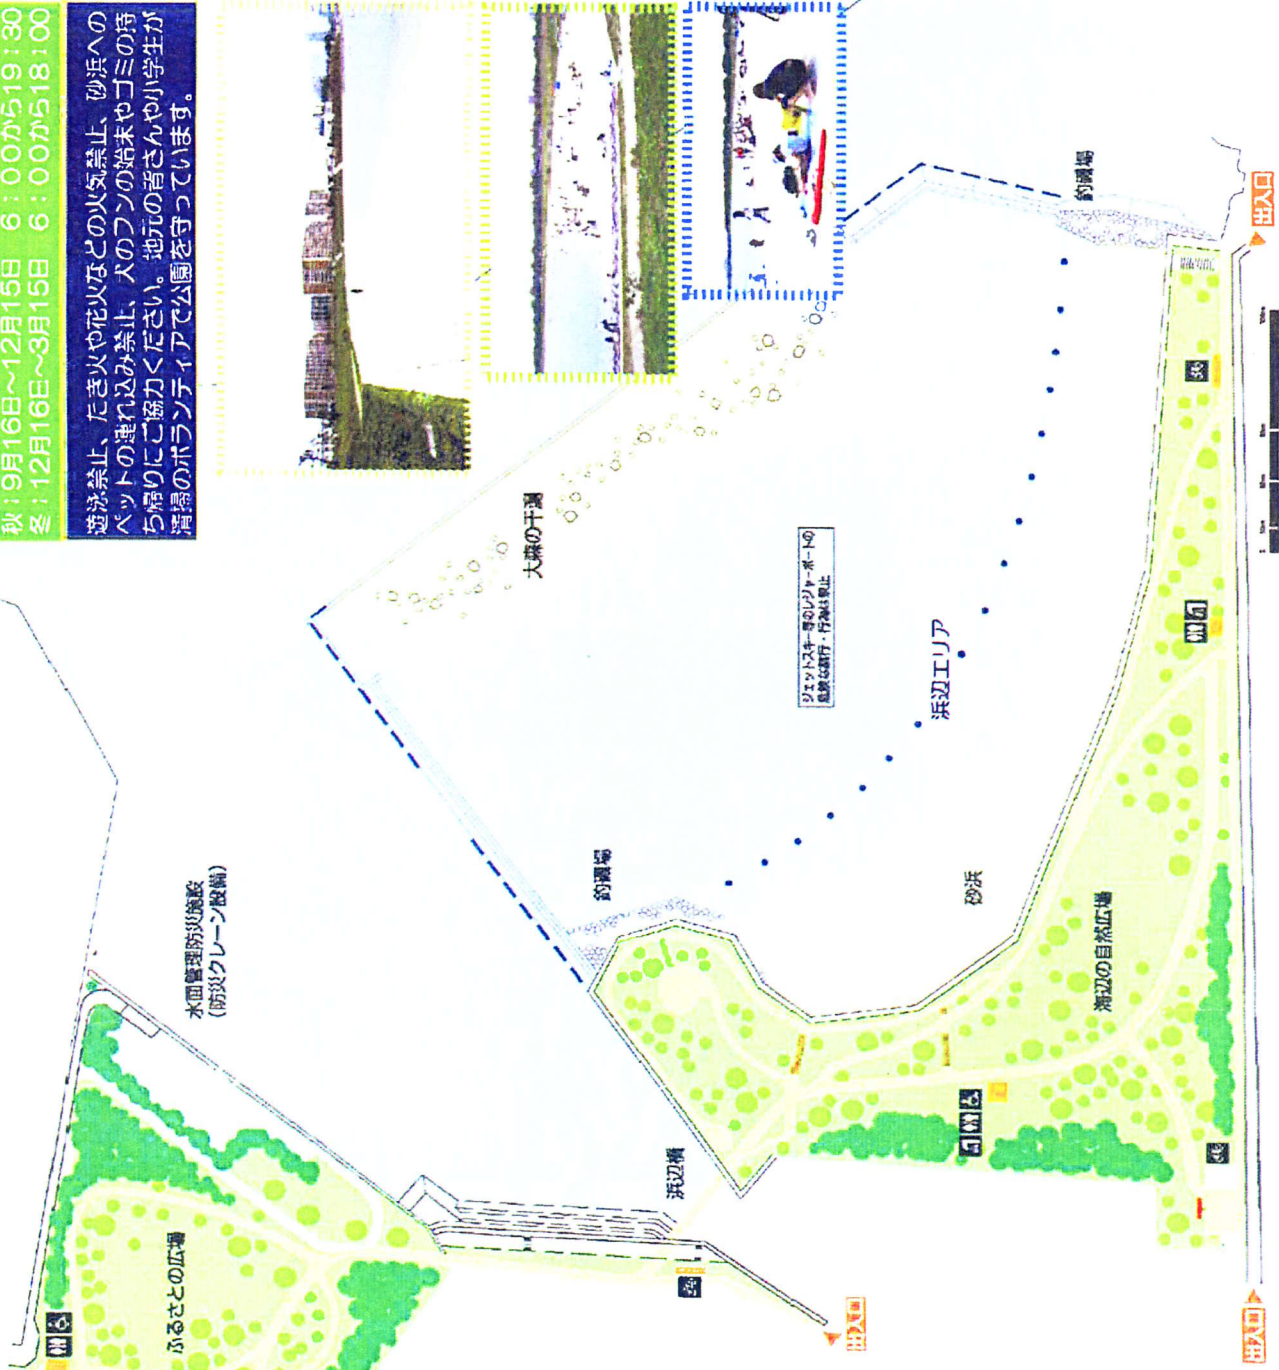 秋：9月16日～12月15日　6：00から19：30
冬：12月16日～3月15日　6：00から18：00
遊泳禁止、たき火や花火などの火気禁止、砂浜への
ペットの連れ込み禁止、犬のフンの始末やゴミの持
ち帰りにご協力ください。地元の皆さんや小学生が
清掃のボランティアで公園を守っています。
水面管理防災施設
（防災クレーン設備）
ふるさとの広場
大森の干潟
釣磯場
浜辺橋
ジェットスキー等のレジャーボートの
危険な航行・行為は禁止
浜辺エリア
砂浜
海辺の自然広場
釣磯場
出入口
出入口
出入口